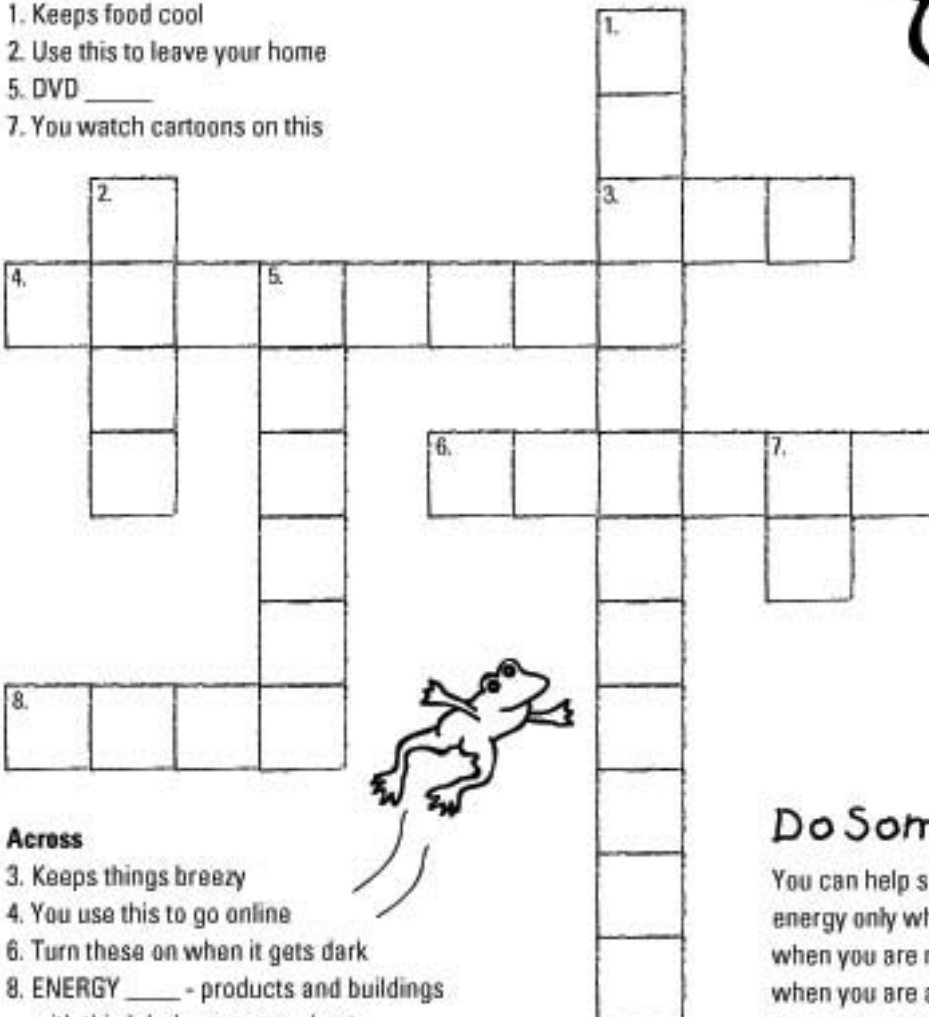 1. Keeps food cool
2. Use this to leave your home
5. DVD _____
7. You watch cartoons on this
1.
2.
3.
4.
5.
6.
7.
8.
Across
3. Keeps things breezy
4. You use this to go online
6. Turn these on when it gets dark
8. ENERGY ____ - products and buildings
Do Som
You can help s
energy only wh
when you are
when you are a